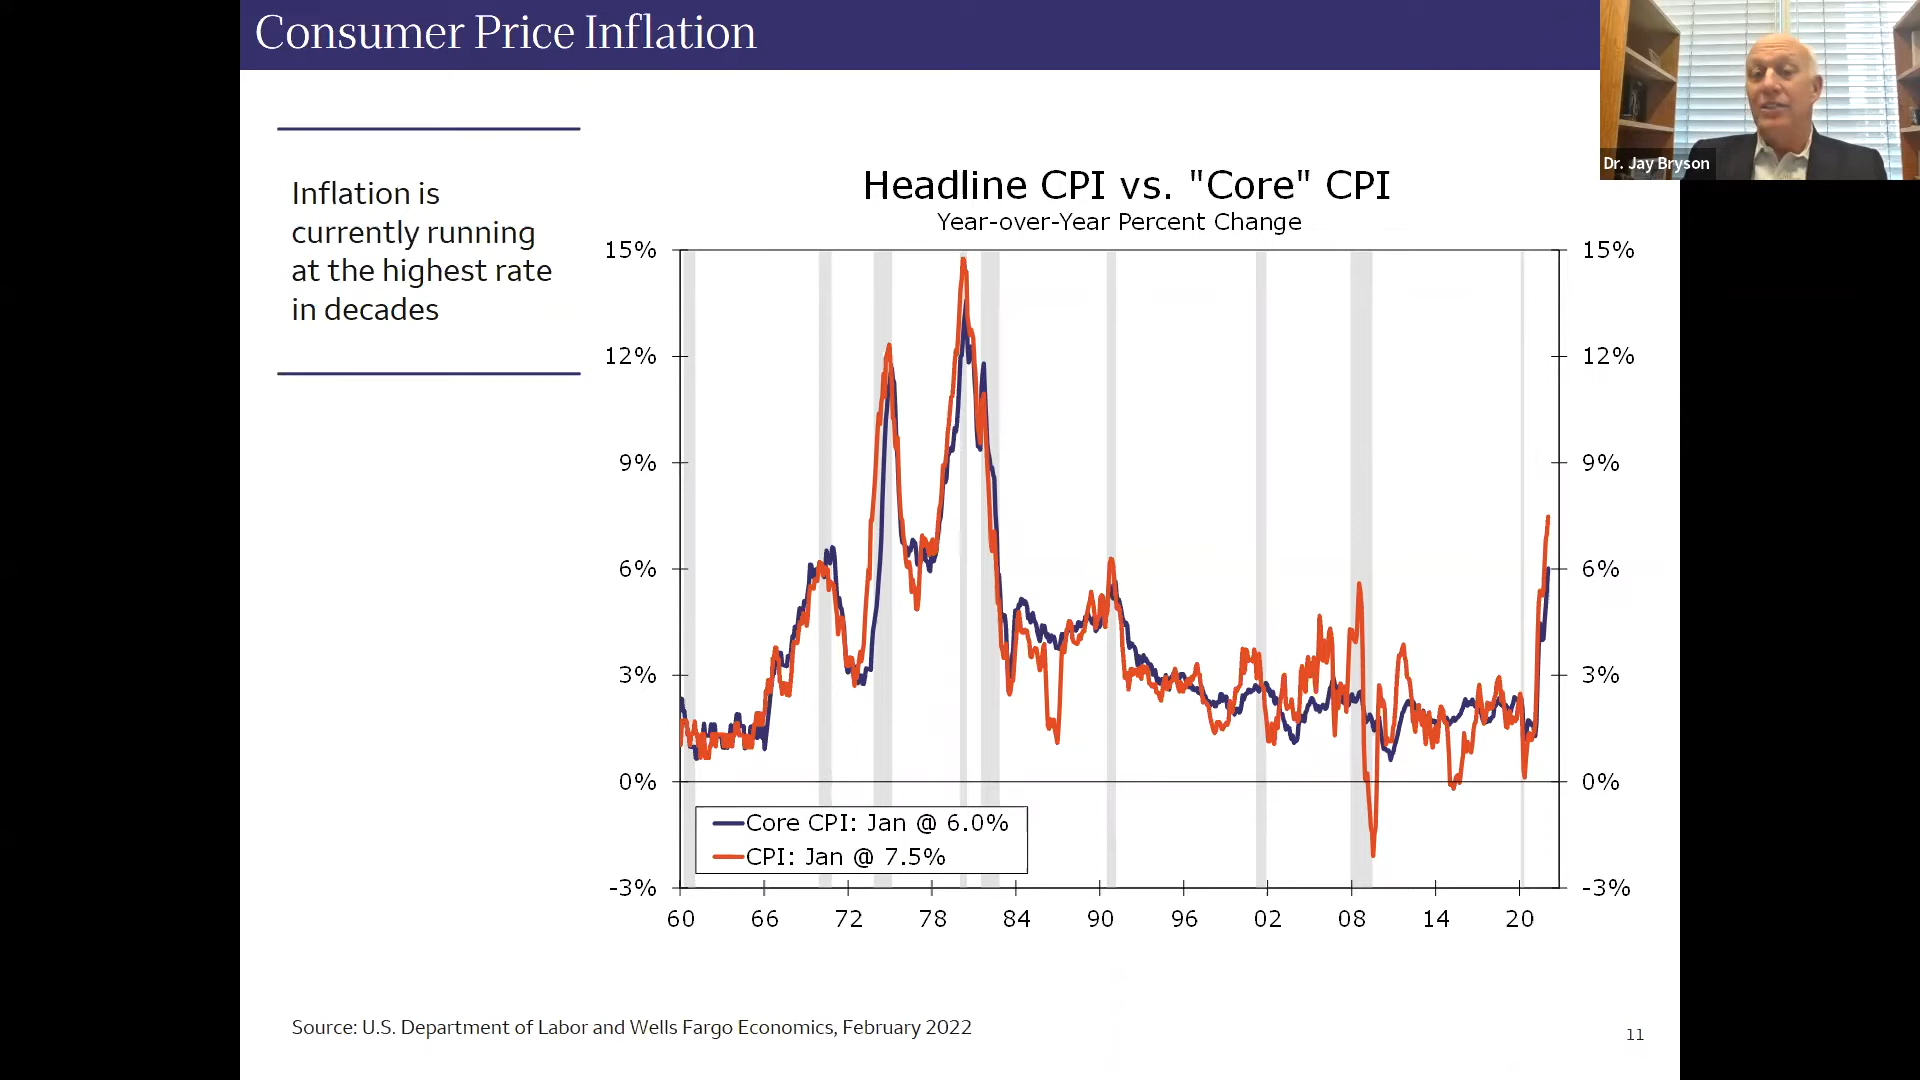 Consumer Price Inflation
Dr. Jay Bryson
Inflation is
currently running
at the highest rate
in decades
Headline CPI vs. "Core" CPI
Year-over-Year Percent Change
15% 15%
12% 12%
9% 9%
6% 6%
3% 3%
0% 0%
-3% -3%
Core CPI: Jan @ 6.0%
CPI: Jan @ 7.5%
60 66 72 78 84 90 96 02 08 14 20
Source: U.S. Department of Labor and Wells Fargo Economics, February 2022
11